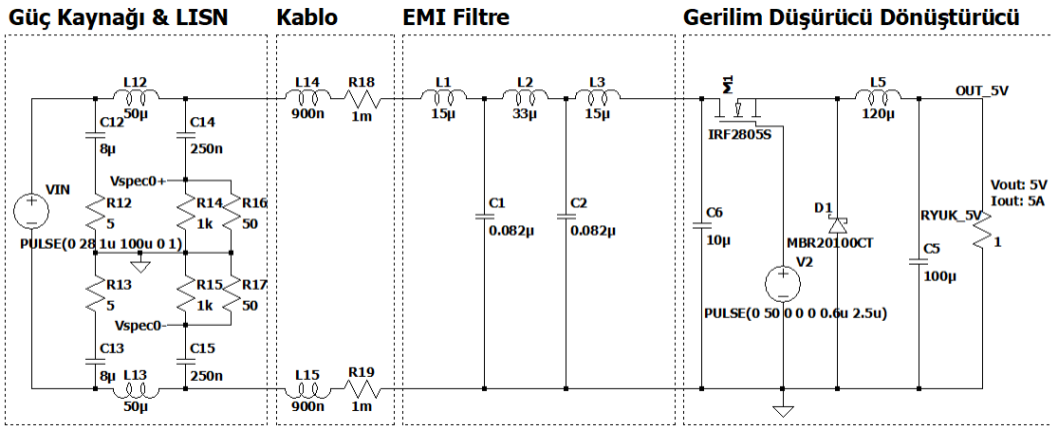 Güç Kaynağı & LISN
Kablo
EMI Filtre
Gerilim Düşürücü Dönüştürücü
L12
50µ
C12
8µ
C14
250n
Vspec0+
VIN
R12
5
R14
1k
R16
50
PULSE(0 28 1u 100u 0 1)
R13
5
R15
1k
R17
50
Vspec0-
C13
8µ
L13
50µ
C15
250n
L14
900n
R18
1m
L15
900n
R19
1m
L1
15µ
L2
33µ
L3
15µ
C1
0.082µ
C2
0.082µ
M1
IRF2805S
L5
120µ
OUT_5V
C6
10µ
D1
MBR20100CT
V2
PULSE(0 50 0 0 0 0.6u 2.5u)
RYUK_5V
1
Vout: 5V
Iout: 5A
C5
100µ